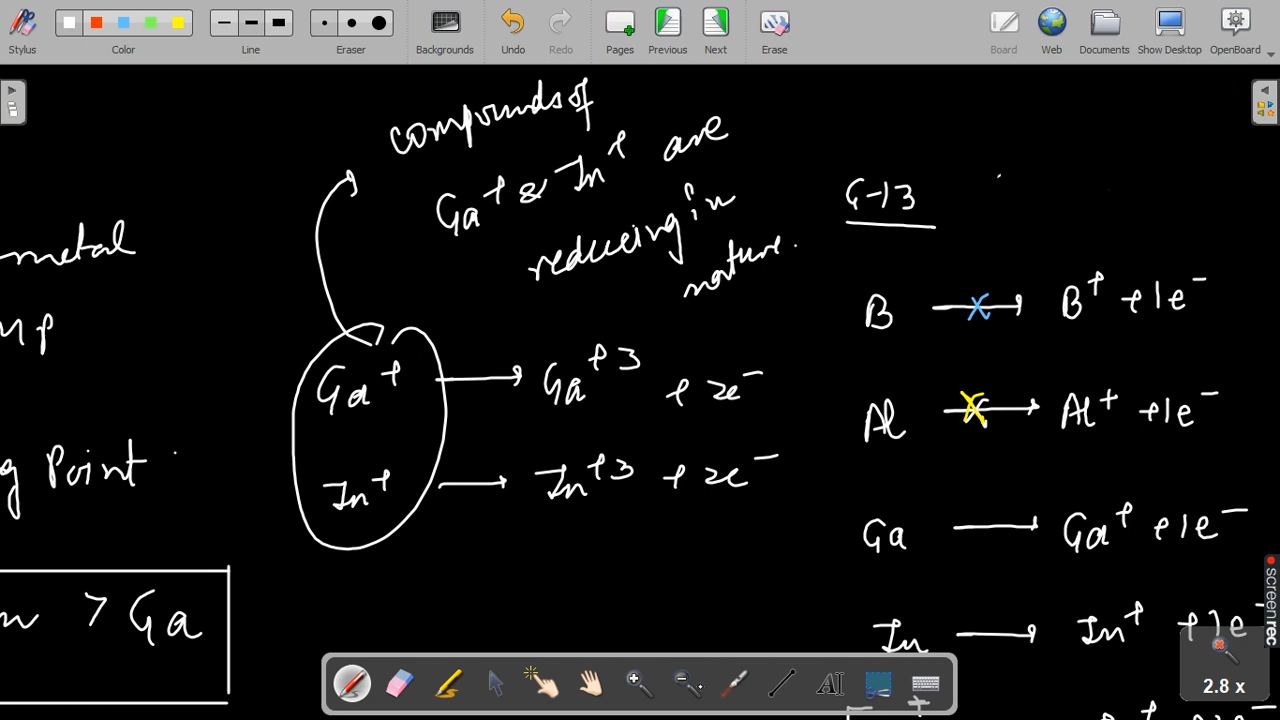 Stylus
Color
Line
Eraser
Backgrounds
Undo
Redo
Pages
Previous
Next
Erase
Board
Web
Documents
Show Desktop
OpenBoard
compounds of
Ga+ & In+ are
reducing in
nature.
metal
MP
g Point
> Ga
Ga+ → Ga+3 + 2e−
In+ → In+3 + 2e−
G-13
B → B+ + 1e−
Al → Al+ + 1e−
Ga → Ga+ + 1e−
In → In+ + 1e−
screenrec
2.8 x